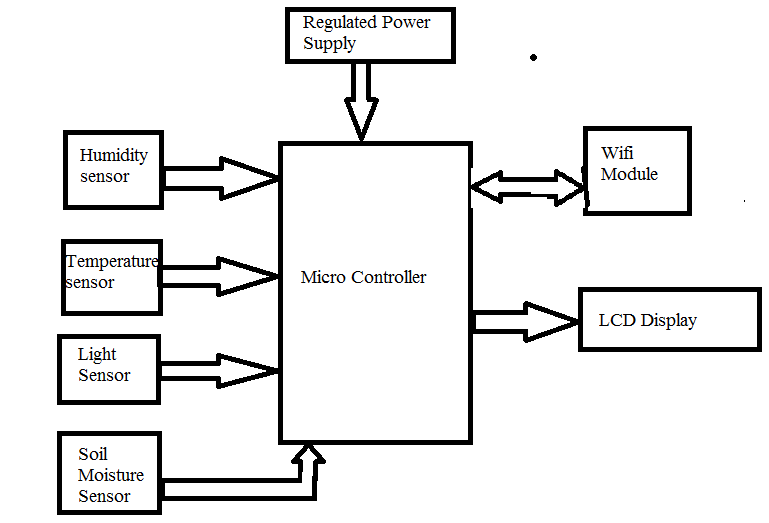 Regulated Power
Supply
Humidity
sensor
Wifi
Module
Temperature
sensor
Micro Controller
LCD Display
Light
Sensor
Soil
Moisture
Sensor